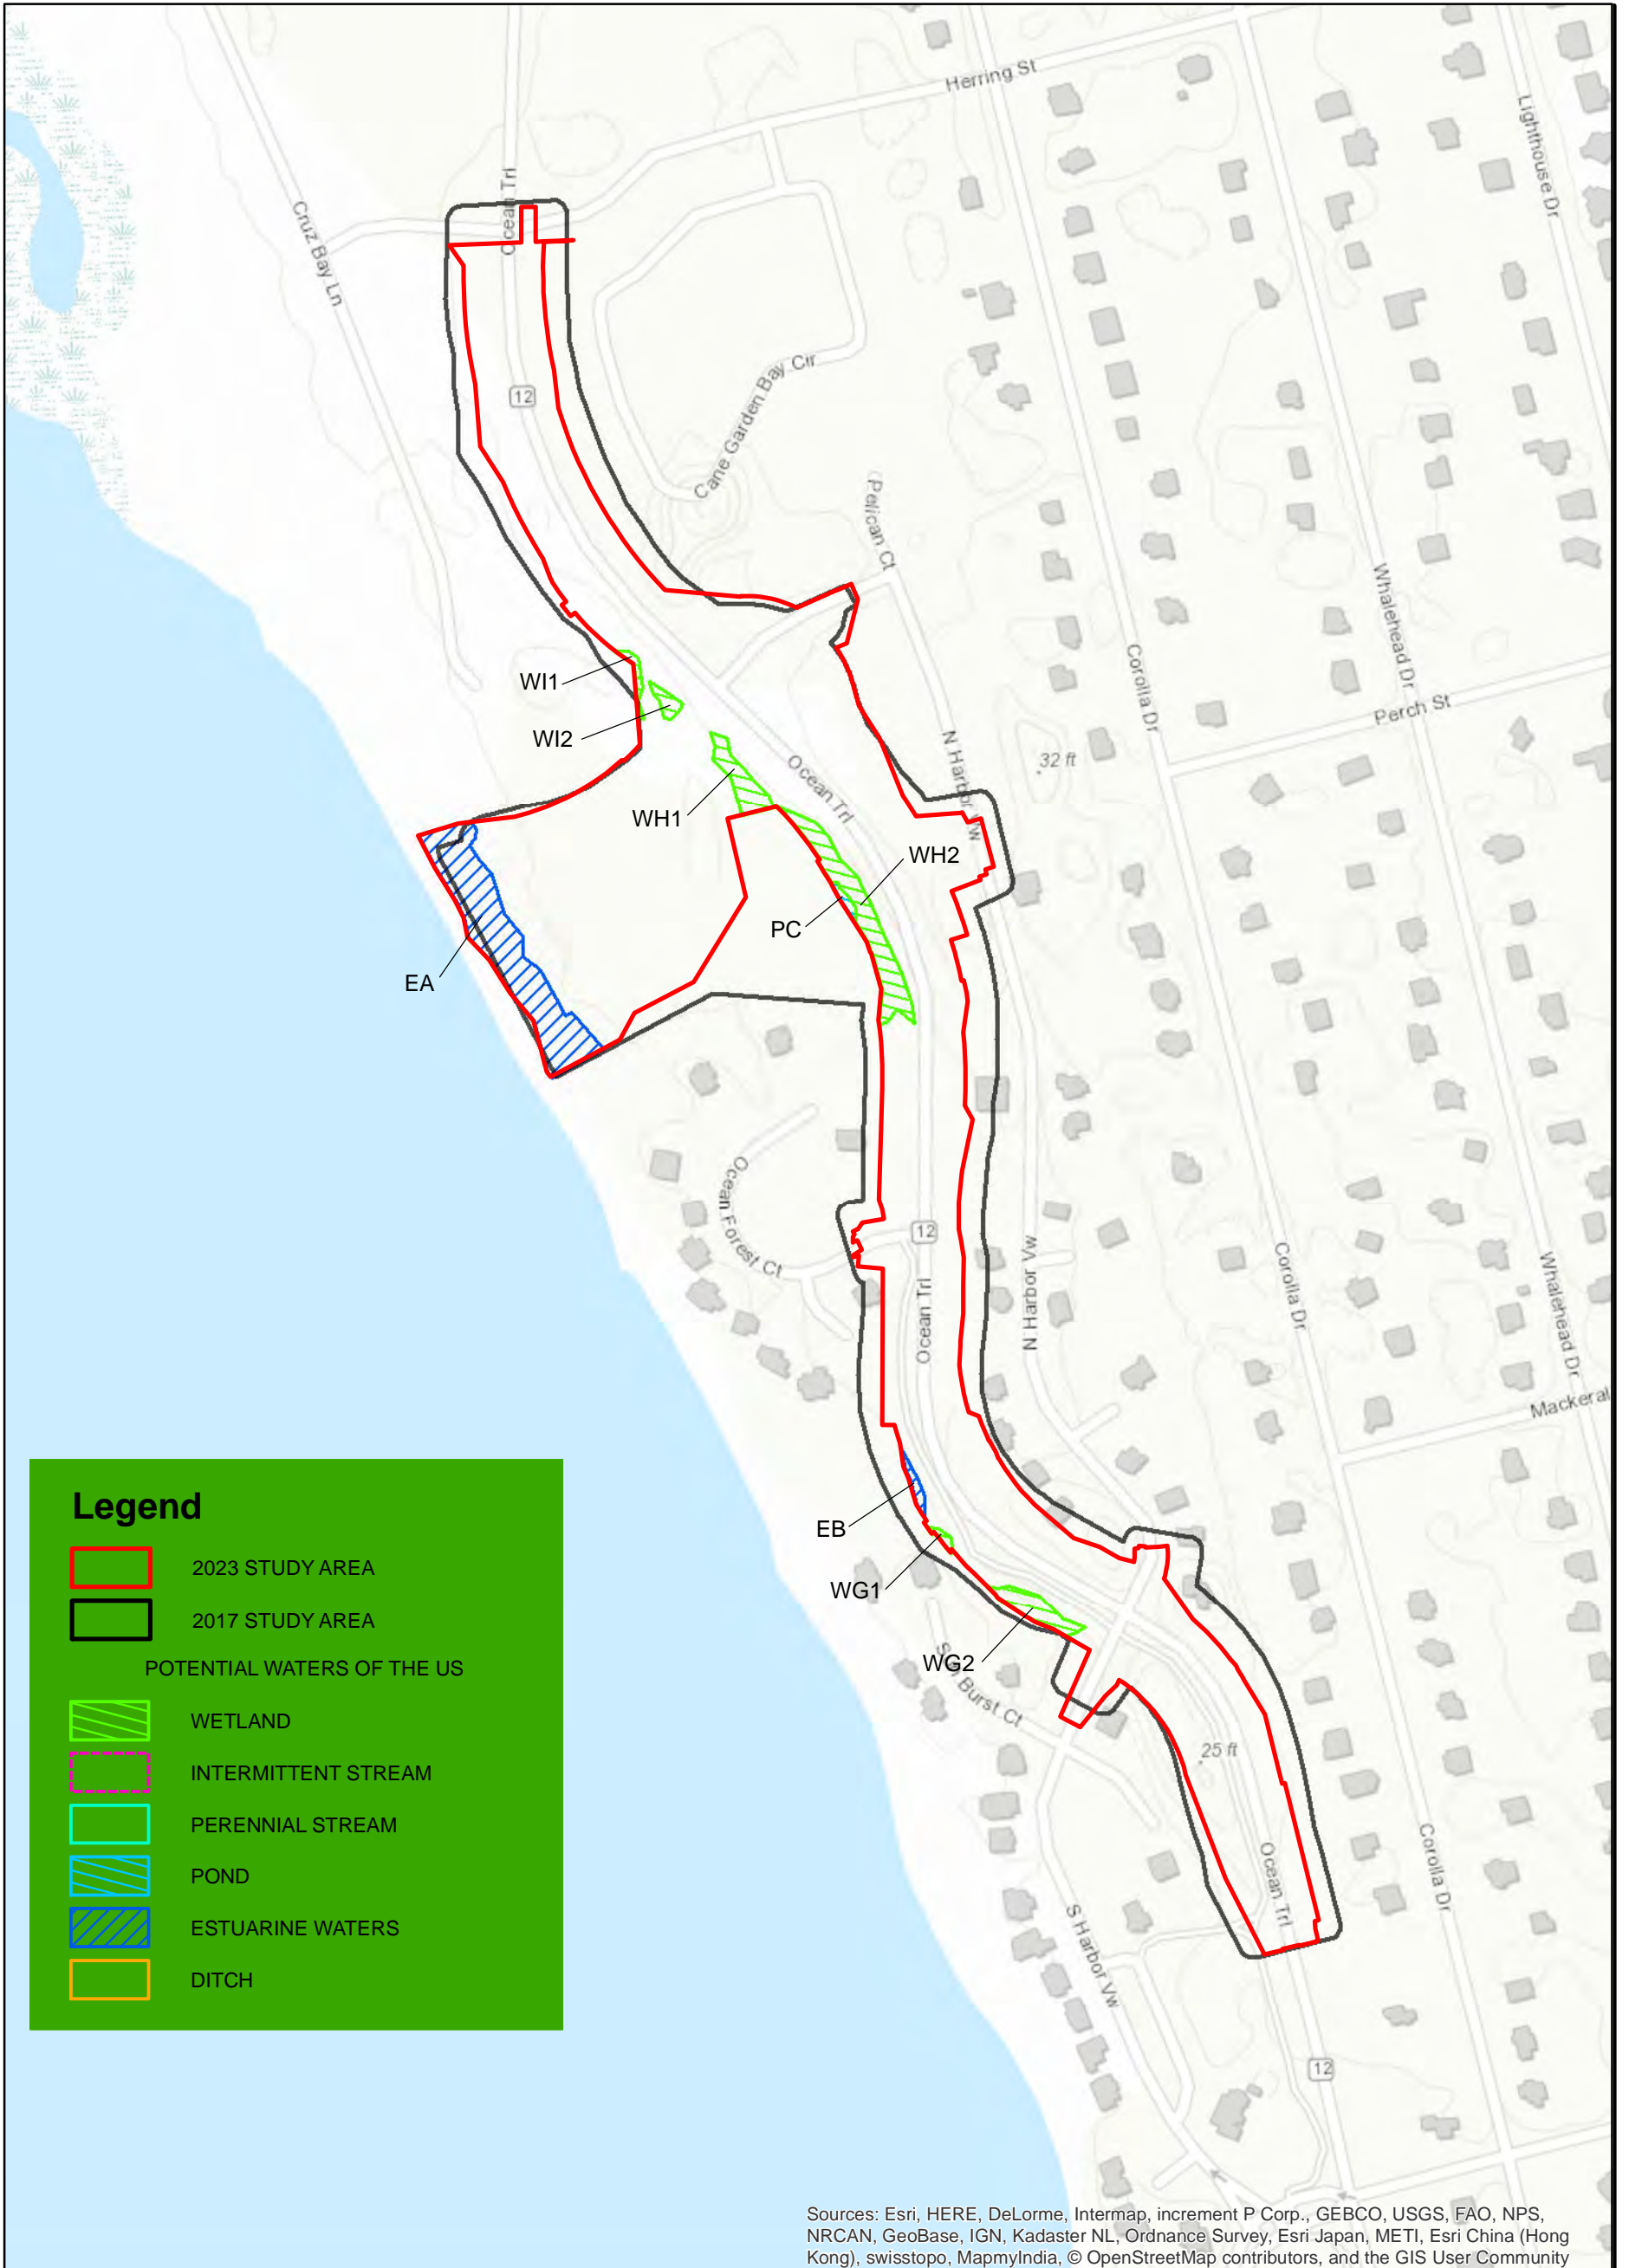 Herring St
Lighthouse Dr
Ocean Trl
Cruz Bay Ln
12
Cane Garden Bay Cir
Pelican Ct
Whalehead Dr
Corolla Dr
WI1
WI2
Perch St
N Harbor Vw
32 ft
Ocean Trl
WH1
WH2
PC
EA
Ocean Forest Ct
12
Ocean Trl
N Harbor Vw
Corolla Dr
Whalehead Dr
Mackeral
EB
WG1
WG2
Burst Ct
25 ft
Ocean Trl
Corolla Dr
S Harbor Vw
12
Legend
2023 STUDY AREA
2017 STUDY AREA
POTENTIAL WATERS OF THE US
WETLAND
INTERMITTENT STREAM
PERENNIAL STREAM
POND
ESTUARINE WATERS
DITCH
Sources: Esri, HERE, DeLorme, Intermap, increment P Corp., GEBCO, USGS, FAO, NPS,
NRCAN, GeoBase, IGN, Kadaster NL, Ordnance Survey, Esri Japan, METI, Esri China (Hong
Kong), swisstopo, MapmyIndia, © OpenStreetMap contributors, and the GIS User Community